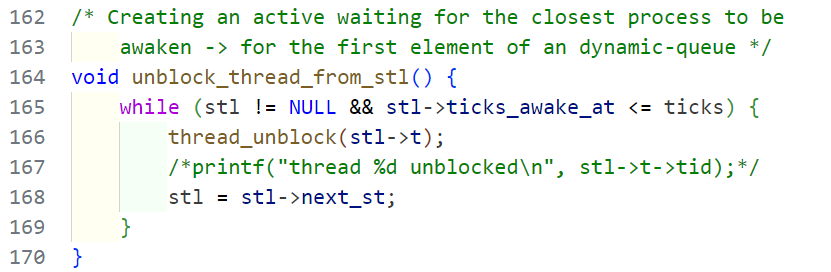 162 /* Creating an active waiting for the closest process to be
163     awaken -> for the first element of an dynamic-queue */
164 void unblock_thread_from_stl() {
165     while (stl != NULL && stl->ticks_awake_at <= ticks) {
166         thread_unblock(stl->t);
167         /*printf("thread %d unblocked\n", stl->t->tid);*/
168         stl = stl->next_st;
169     }
170 }